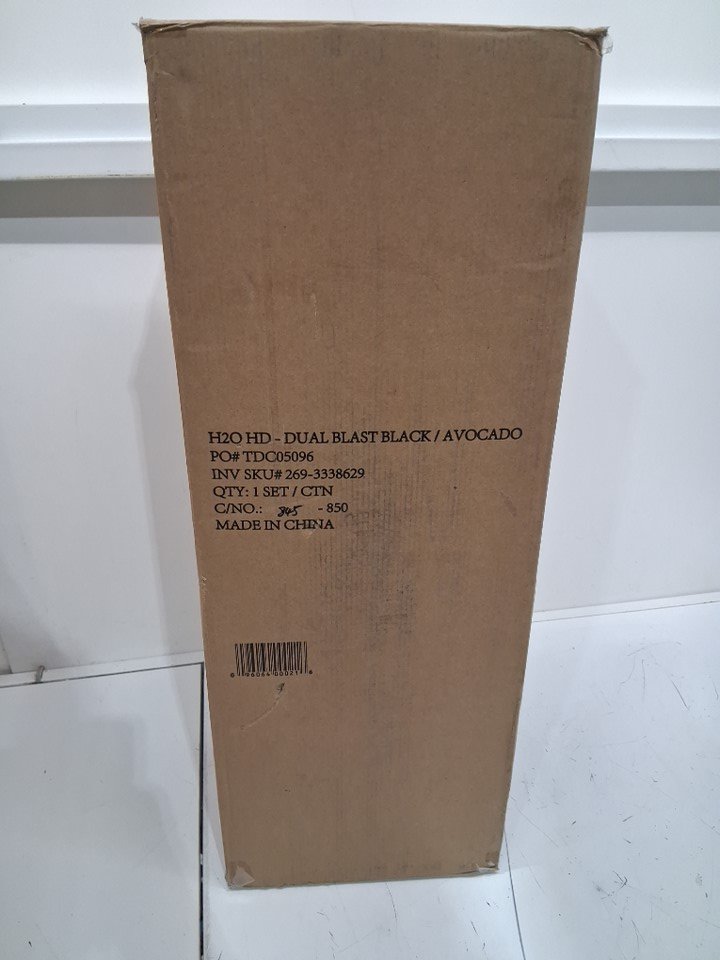 H2O HD - DUAL BLAST BLACK / AVOCADO
PO# TDC05096
INV SKU# 269-3338629
QTY: 1 SET / CTN
C/NO.: 845 - 850
MADE IN CHINA